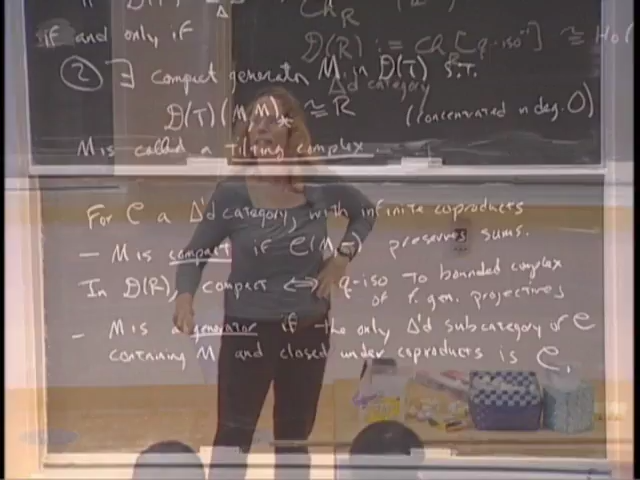 if and only if
Ch_R
D(R) := Ch_R [q-iso⁻¹] ≅ Ho(
Δ'd category
② ∃ compact generator M in D(T) s.t.
D(T)(M,M)_* ≅ R (concentrated in deg. 0)
M is called a tilting complex.
For C a Δ'd category, with infinite coproducts
- M is compact if C(M,-) preserves sums.
In D(R), compact ⟺ q-iso to bounded complex
of f. gen. projectives
- M is a generator if the only Δ'd subcategory of C
containing M and closed under coproducts is C.